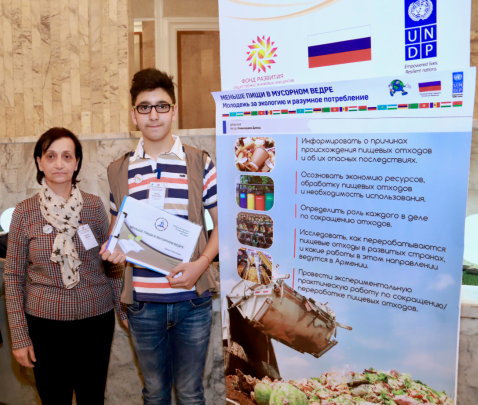 ФОНД РАЗВИТИЯ
UN
DP
Empowered lives.
Resilient nations.
МЕНЬШЕ ПИЩИ В МУСОРНОМ ВЕДРЕ
Молодежь за экологию и разумное потребление
Информировать о причинах
происхождения пищевых отходов
и об их опасных последствиях.
Осозновать экономию ресурсов,
обработку пищевых отходов
и необходимость использования.
Определить роль каждого в деле
по сокращению отходов.
Исследовать, как перерабатываются
пищевые отходы в развитых странах,
и какие работы в этом направлении
ведутся в Армении.
Провести экспериментальную
практическую работу по сокращению/
переработке пищевых отходов.